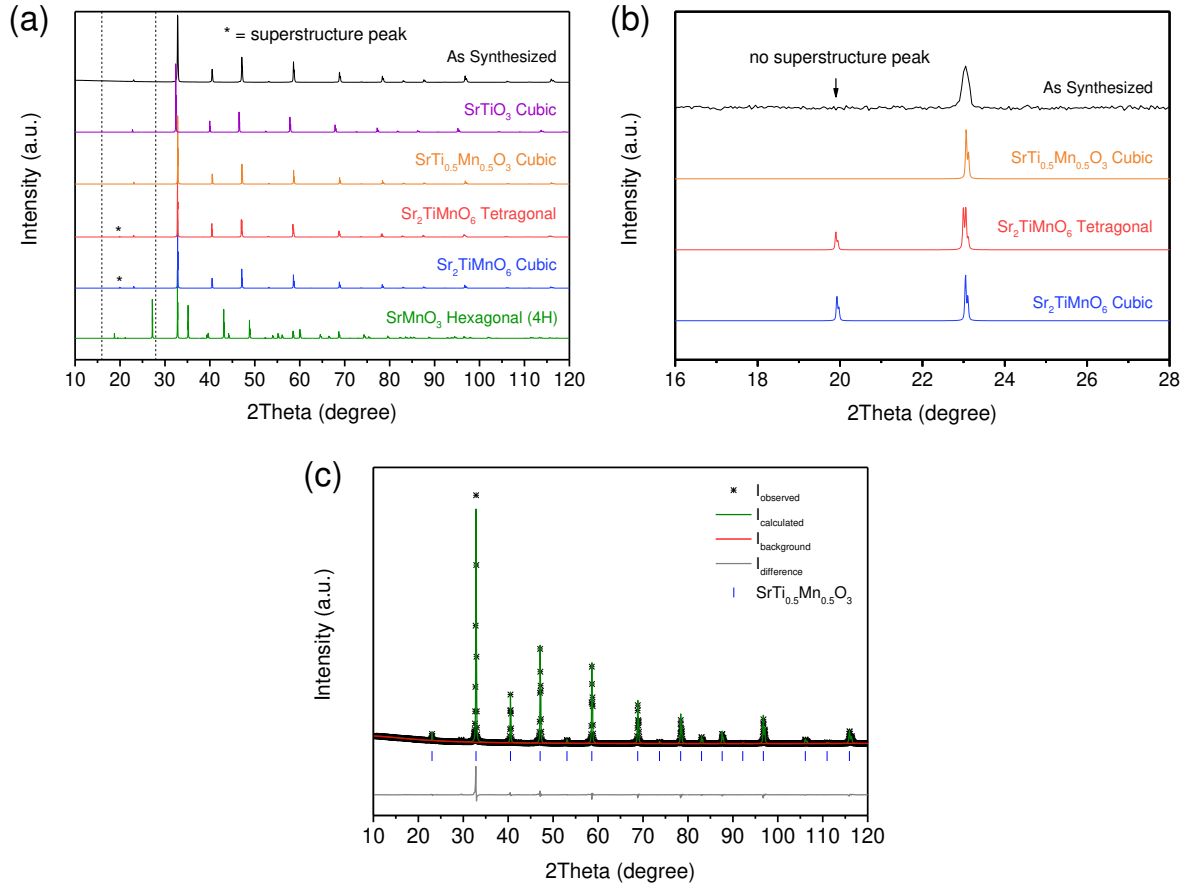 (a)
* = superstructure peak
As Synthesized
SrTiO3 Cubic
SrTi0.5Mn0.5O3 Cubic
Sr2TiMnO6 Tetragonal
*
Sr2TiMnO6 Cubic
*
SrMnO3 Hexagonal (4H)
Intensity (a.u.)
10 20 30 40 50 60 70 80 90 100 110 120
2Theta (degree)
(b)
no superstructure peak
As Synthesized
SrTi0.5Mn0.5O3 Cubic
Sr2TiMnO6 Tetragonal
Sr2TiMnO6 Cubic
Intensity (a.u.)
16 18 20 22 24 26 28
2Theta (degree)
(c)
Iobserved
Icalculated
Ibackground
Idifference
SrTi0.5Mn0.5O3
Intensity (a.u.)
10 20 30 40 50 60 70 80 90 100 110 120
2Theta (degree)